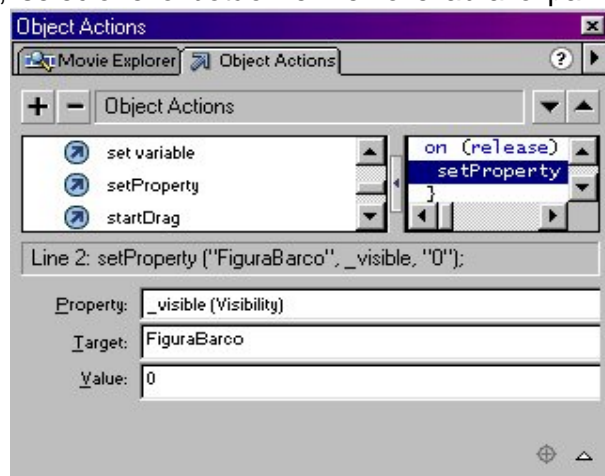 Object Actions
Movie Explorer Object Actions ?
+ − Object Actions
set variable
setProperty
startDrag
on (release)
setProperty
}
Line 2: setProperty ("FiguraBarco", _visible, "0");
Property: _visible (Visibility)
Target: FiguraBarco
Value: 0